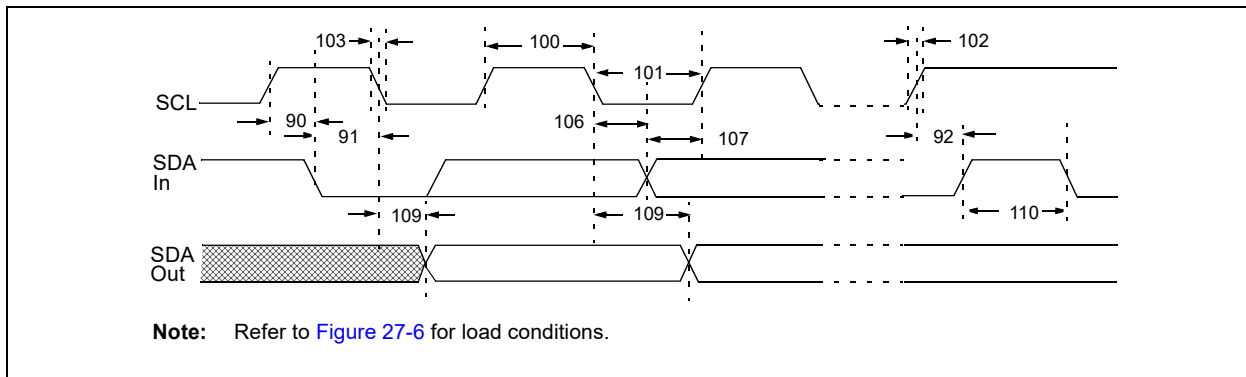 103
100
102
101
SCL
90
91
106
107
92
SDA
In
109
109
110
SDA
Out
Note: Refer to Figure 27-6 for load conditions.